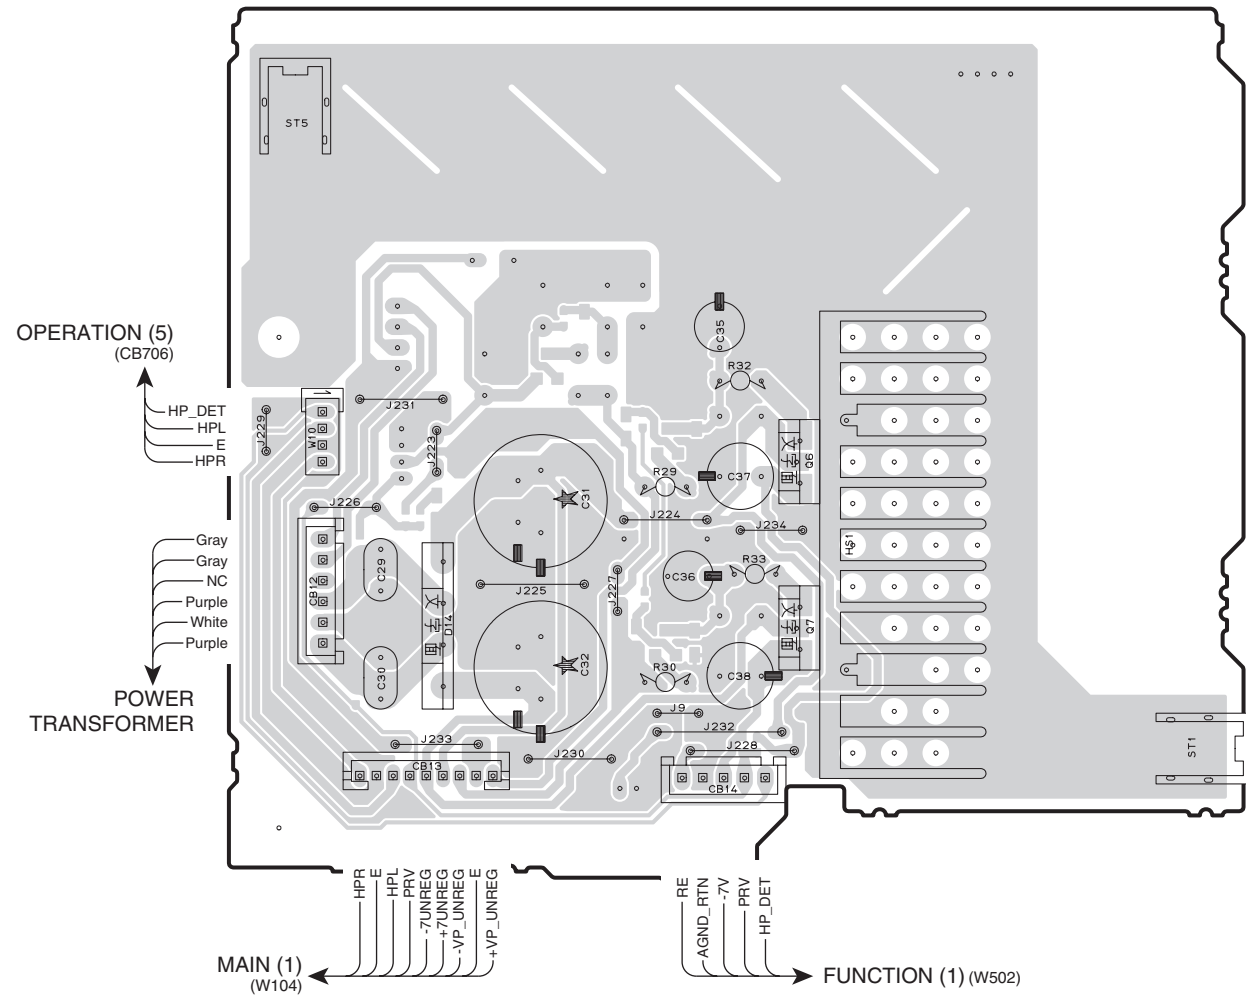 ST5
OPERATION (5)
(CB706)
HP_DET
HPL
E
HPR
J229
W10
J231
J223
J226
C35
R32
C31
R29
C37
Q6
J224
J234
HS1
Gray
Gray
NC
Purple
White
Purple
POWER
TRANSFORMER
CB12
C29
C30
D14
J225
J227
C36
R33
Q7
C32
R30
C38
J9
J232
J228
J233
CB13
J230
CB14
ST1
HPR
E
HPL
PRV
-7UNREG
+7UNREG
-VP_UNREG
E
+VP_UNREG
MAIN (1)
(W104)
RE
AGND_RTN
-7V
PRV
HP_DET
FUNCTION (1) (W502)